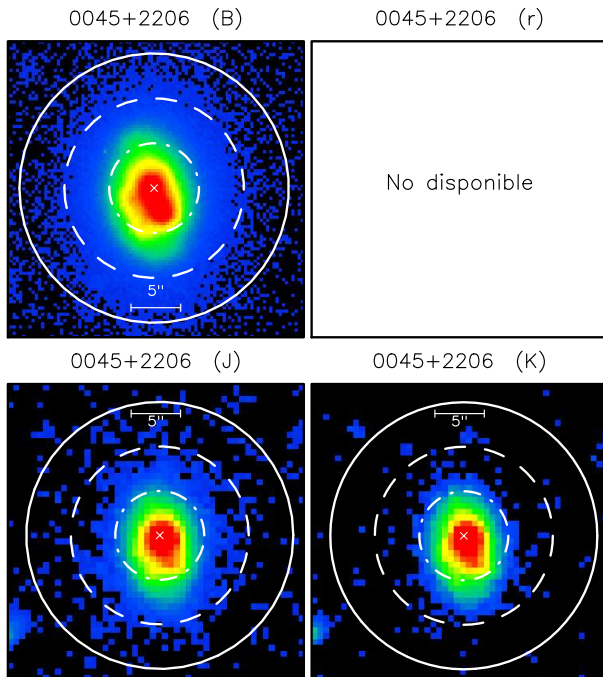 0045+2206 (B)
0045+2206 (r)
5"
No disponible
0045+2206 (J)
0045+2206 (K)
5"
5"